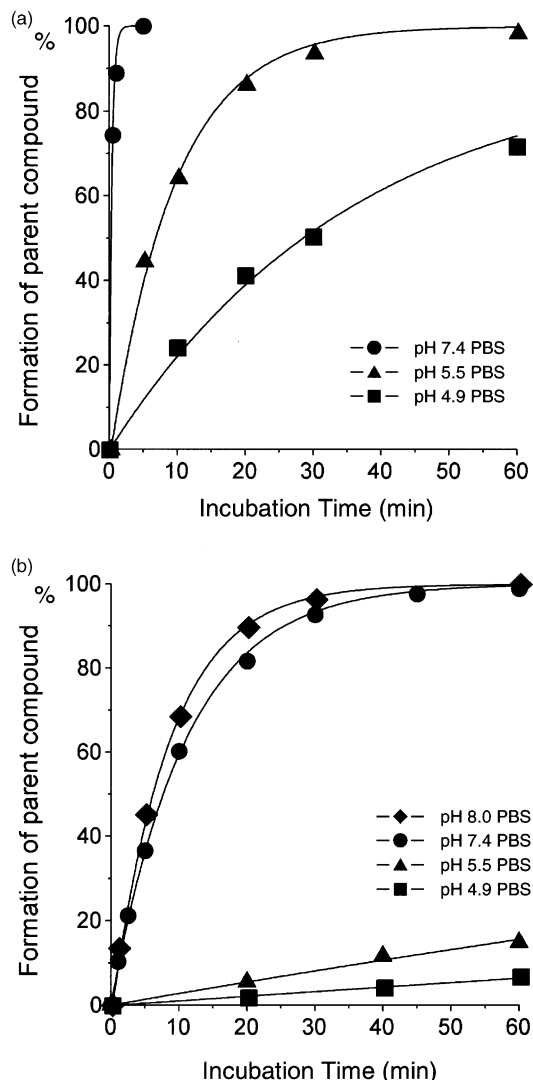 (a)
%
100
80
60
40
20
0
Formation of parent compound
pH 7.4 PBS
pH 5.5 PBS
pH 4.9 PBS
0 10 20 30 40 50 60
Incubation Time (min)
(b)
%
100
80
60
40
20
0
Formation of parent compound
pH 8.0 PBS
pH 7.4 PBS
pH 5.5 PBS
pH 4.9 PBS
0 10 20 30 40 50 60
Incubation Time (min)